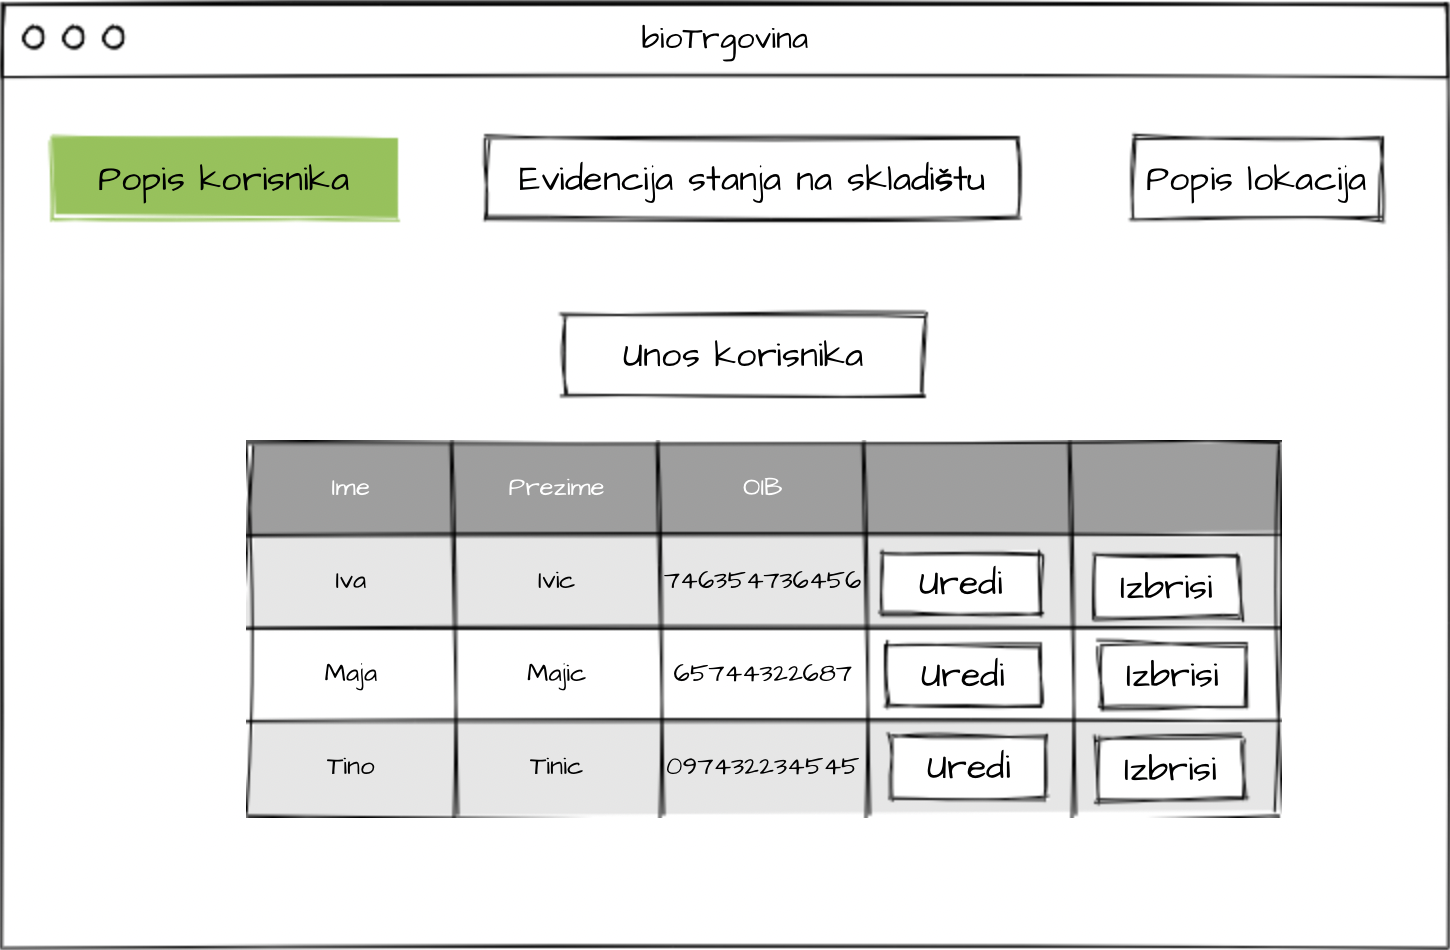 bioTrgovina
Popis korisnika Evidencija stanja na skladištu Popis lokacija
Unos korisnika
Ime Prezime OIB
Iva Ivic 746354736456 Uredi Izbrisi
Maja Majic 65744322687 Uredi Izbrisi
Tino Tinic 097432234545 Uredi Izbrisi